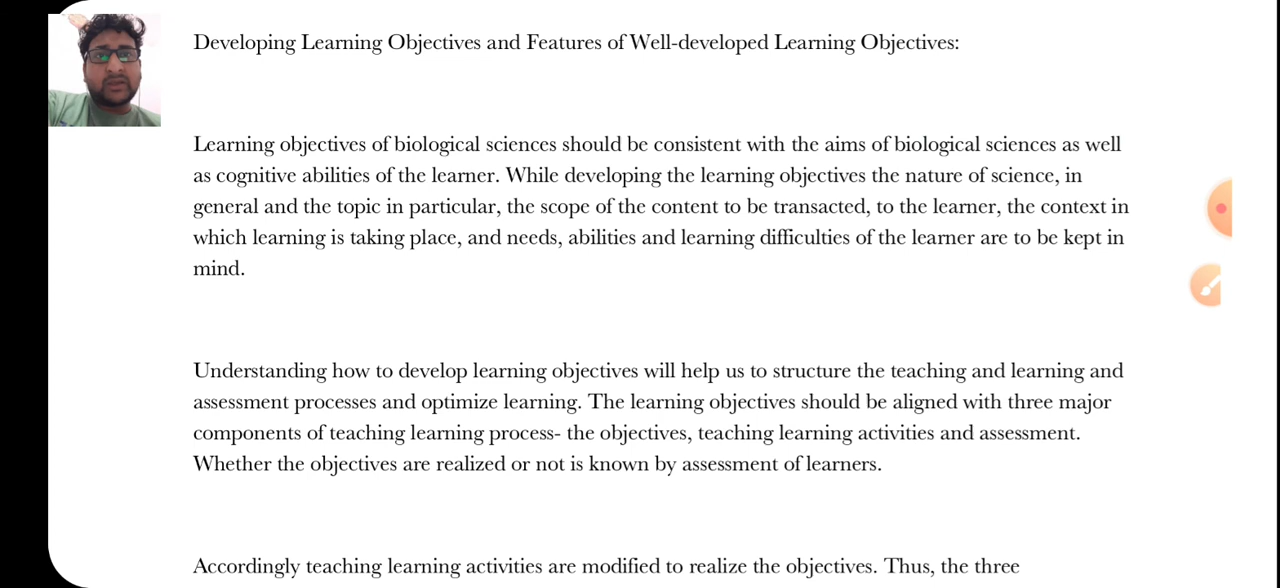 Developing Learning Objectives and Features of Well-developed Learning Objectives:
Learning objectives of biological sciences should be consistent with the aims of biological sciences as well
as cognitive abilities of the learner. While developing the learning objectives the nature of science, in
general and the topic in particular, the scope of the content to be transacted, to the learner, the context in
which learning is taking place, and needs, abilities and learning difficulties of the learner are to be kept in
mind.
Understanding how to develop learning objectives will help us to structure the teaching and learning and
assessment processes and optimize learning. The learning objectives should be aligned with three major
components of teaching learning process- the objectives, teaching learning activities and assessment.
Whether the objectives are realized or not is known by assessment of learners.
Accordingly teaching learning activities are modified to realize the objectives. Thus, the three